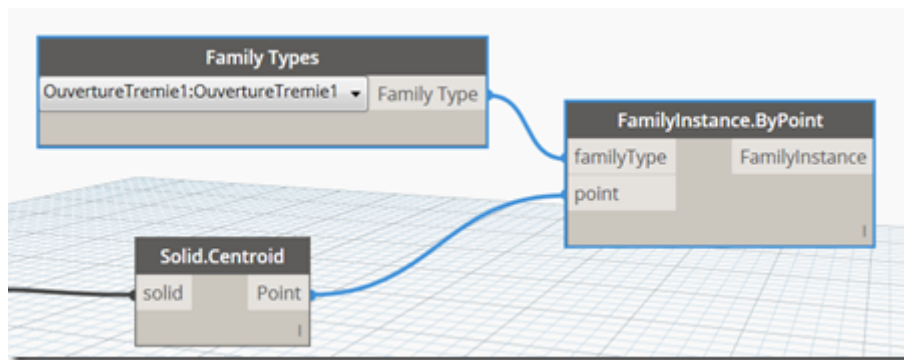 Family Types
OuvertureTremie1:OuvertureTremie1
Family Type
FamilyInstance.ByPoint
familyType
FamilyInstance
point
Solid.Centroid
solid
Point
I
I